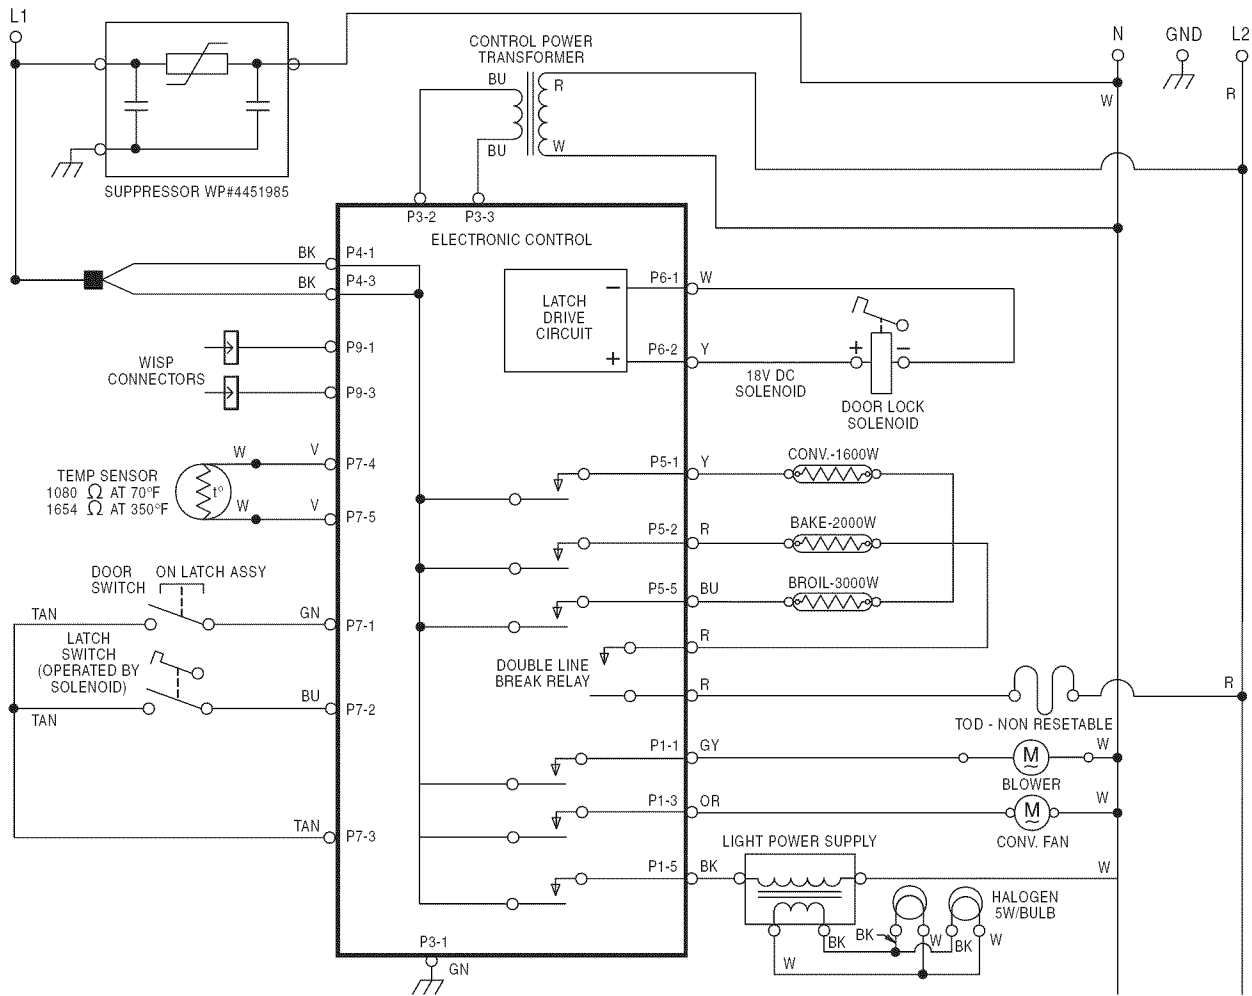 L1
N
GND
L2
CONTROL POWER
TRANSFORMER
BU
R
W
R
BU
W
SUPPRESSOR WP#4451985
P3-2
P3-3
ELECTRONIC CONTROL
BK
P4-1
BK
P4-3
LATCH
DRIVE
CIRCUIT
−
+
P6-1
W
P6-2
Y
18V DC
SOLENOID
+
−
DOOR LOCK
SOLENOID
WISP
CONNECTORS
P9-1
P9-3
TEMP SENSOR
1080 Ω AT 70°F
1654 Ω AT 350°F
t°
W
V
P7-4
W
V
P7-5
P5-1
Y
CONV.-1600W
P5-2
R
BAKE-2000W
P5-5
BU
BROIL-3000W
DOOR
SWITCH
ON LATCH ASSY
TAN
GN
P7-1
LATCH
SWITCH
(OPERATED BY
SOLENOID)
TAN
BU
P7-2
DOUBLE LINE
BREAK RELAY
R
R
R
TOD - NON RESETABLE
P1-1
GY
M
~
W
BLOWER
P1-3
OR
M
~
W
CONV. FAN
TAN
P7-3
LIGHT POWER SUPPLY
P1-5
BK
W
HALOGEN
5W/BULB
BK
BK
W
BK
W
W
P3-1
GN